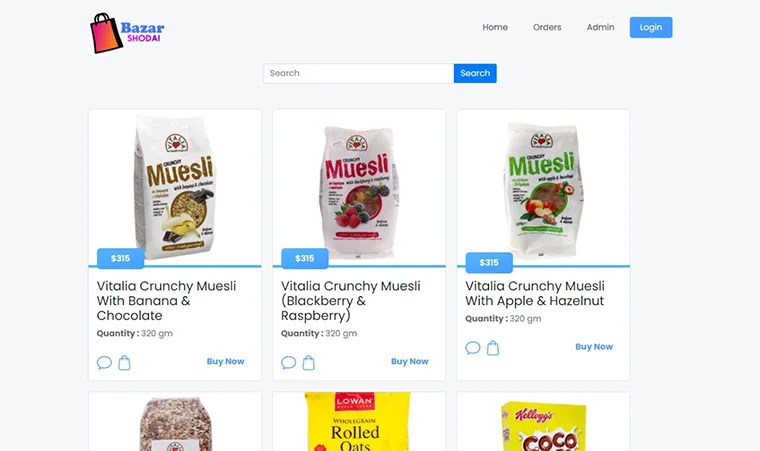 Bazar
SHODAI
Home Orders Admin Login
Search Search
VITALIA
CRUNCHY
Muesli
with banana & chocolate
VITALIA
CRUNCHY
Muesli
with blackberry & raspberry
VITALIA
CRUNCHY
Muesli
with apple & hazelnut
$315
$315
$315
Vitalia Crunchy Muesli
With Banana &
Chocolate
Quantity : 320 gm
Buy Now
Vitalia Crunchy Muesli
(Blackberry &
Raspberry)
Quantity : 320 gm
Buy Now
Vitalia Crunchy Muesli
With Apple & Hazelnut
Quantity : 320 gm
Buy Now
LOWAN
WHOLEGRAIN
Rolled
Oats
Kellogg's
COCO